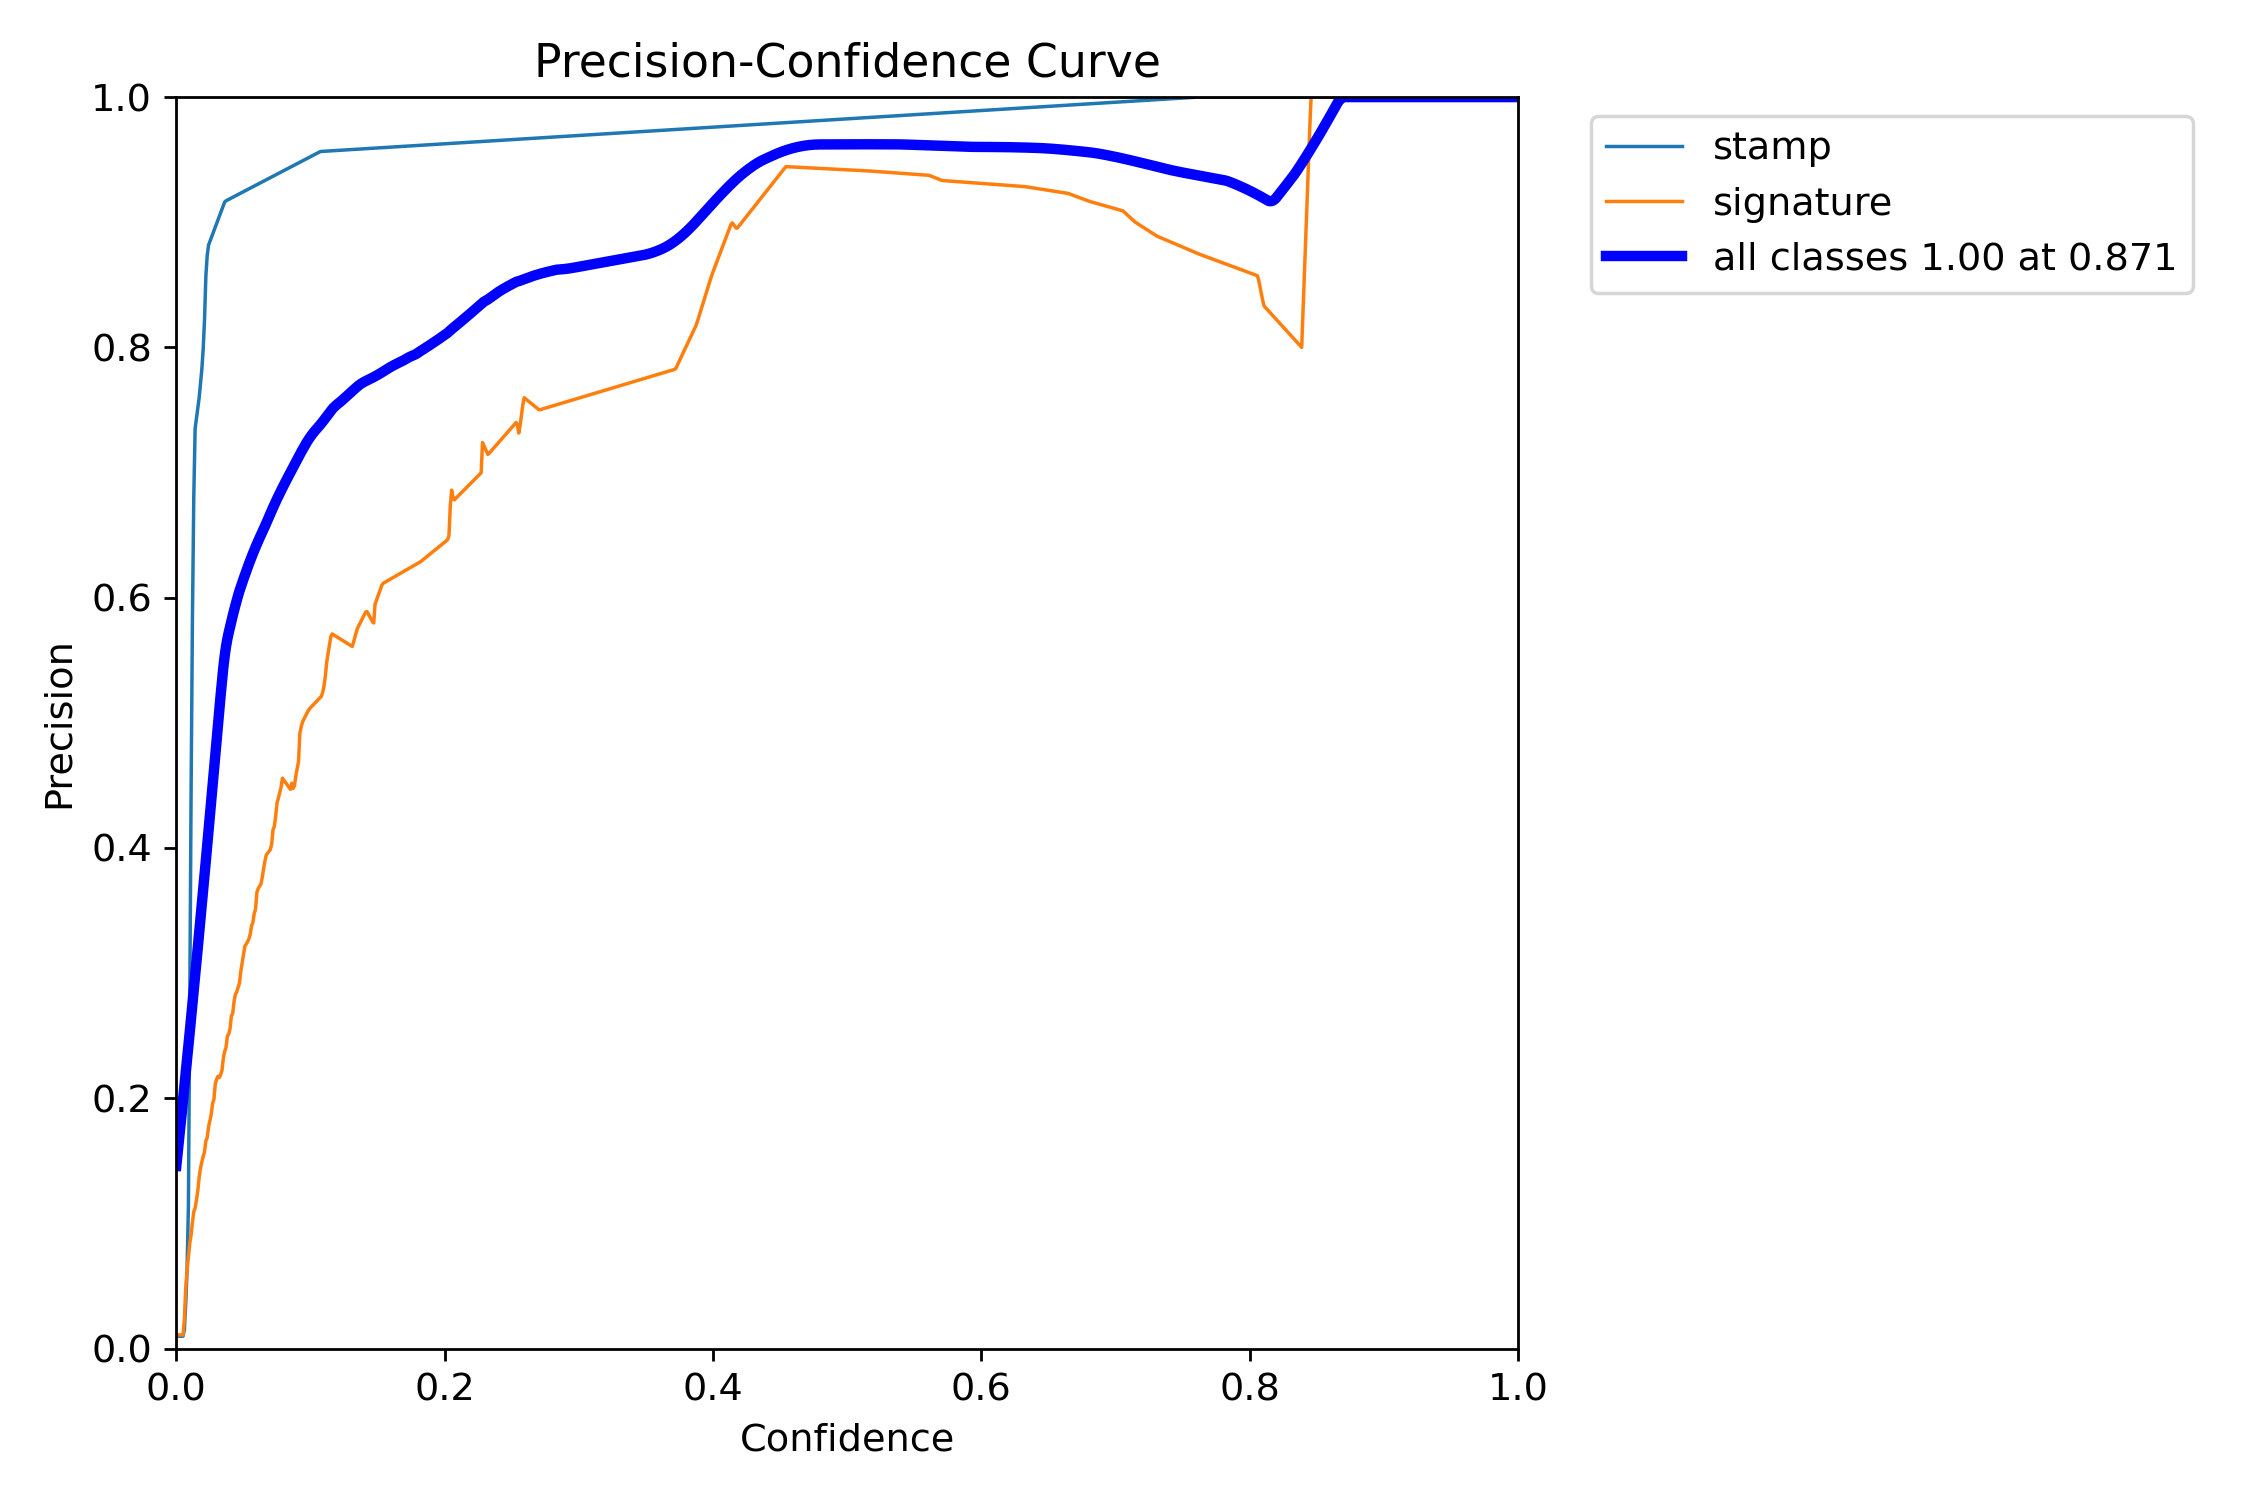 Precision-Confidence Curve
1.0
0.8
0.6
0.4
0.2
0.0
Precision
0.0 0.2 0.4 0.6 0.8 1.0
Confidence
stamp
signature
all classes 1.00 at 0.871